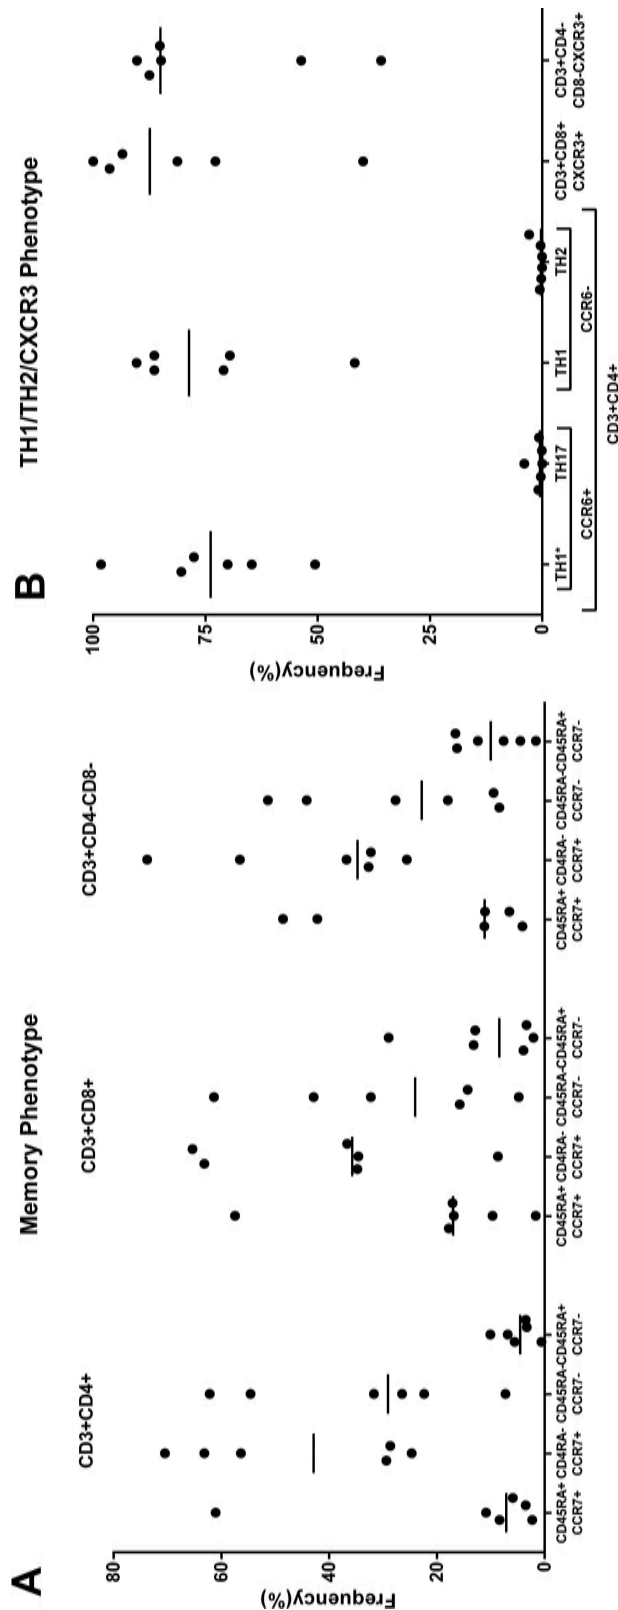 A
Memory Phenotype
CD3+CD4+
CD3+CD8+
CD3+CD4-CD8-
Frequency(%)
80
60
40
20
0
CD45RA+ CD4RA- CD45RA-CD45RA+
CCR7+ CCR7+ CCR7- CCR7-
CD45RA+ CD4RA- CD45RA-CD45RA+
CCR7+ CCR7+ CCR7- CCR7-
CD45RA+ CD4RA- CD45RA-CD45RA+
CCR7+ CCR7+ CCR7- CCR7-
B
TH1/TH2/CXCR3 Phenotype
Frequency(%)
100
75
50
25
0
TH1* TH17 TH1 TH2
CD3+CD8+ CD3+CD4-
CXCR3+ CD8-CXCR3+
CCR6+ CCR6-
CD3+CD4+